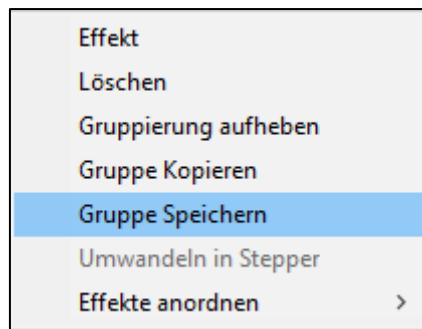 Effekt
Löschen
Gruppierung aufheben
Gruppe Kopieren
Gruppe Speichern
Umwandeln in Stepper
Effekte anordnen